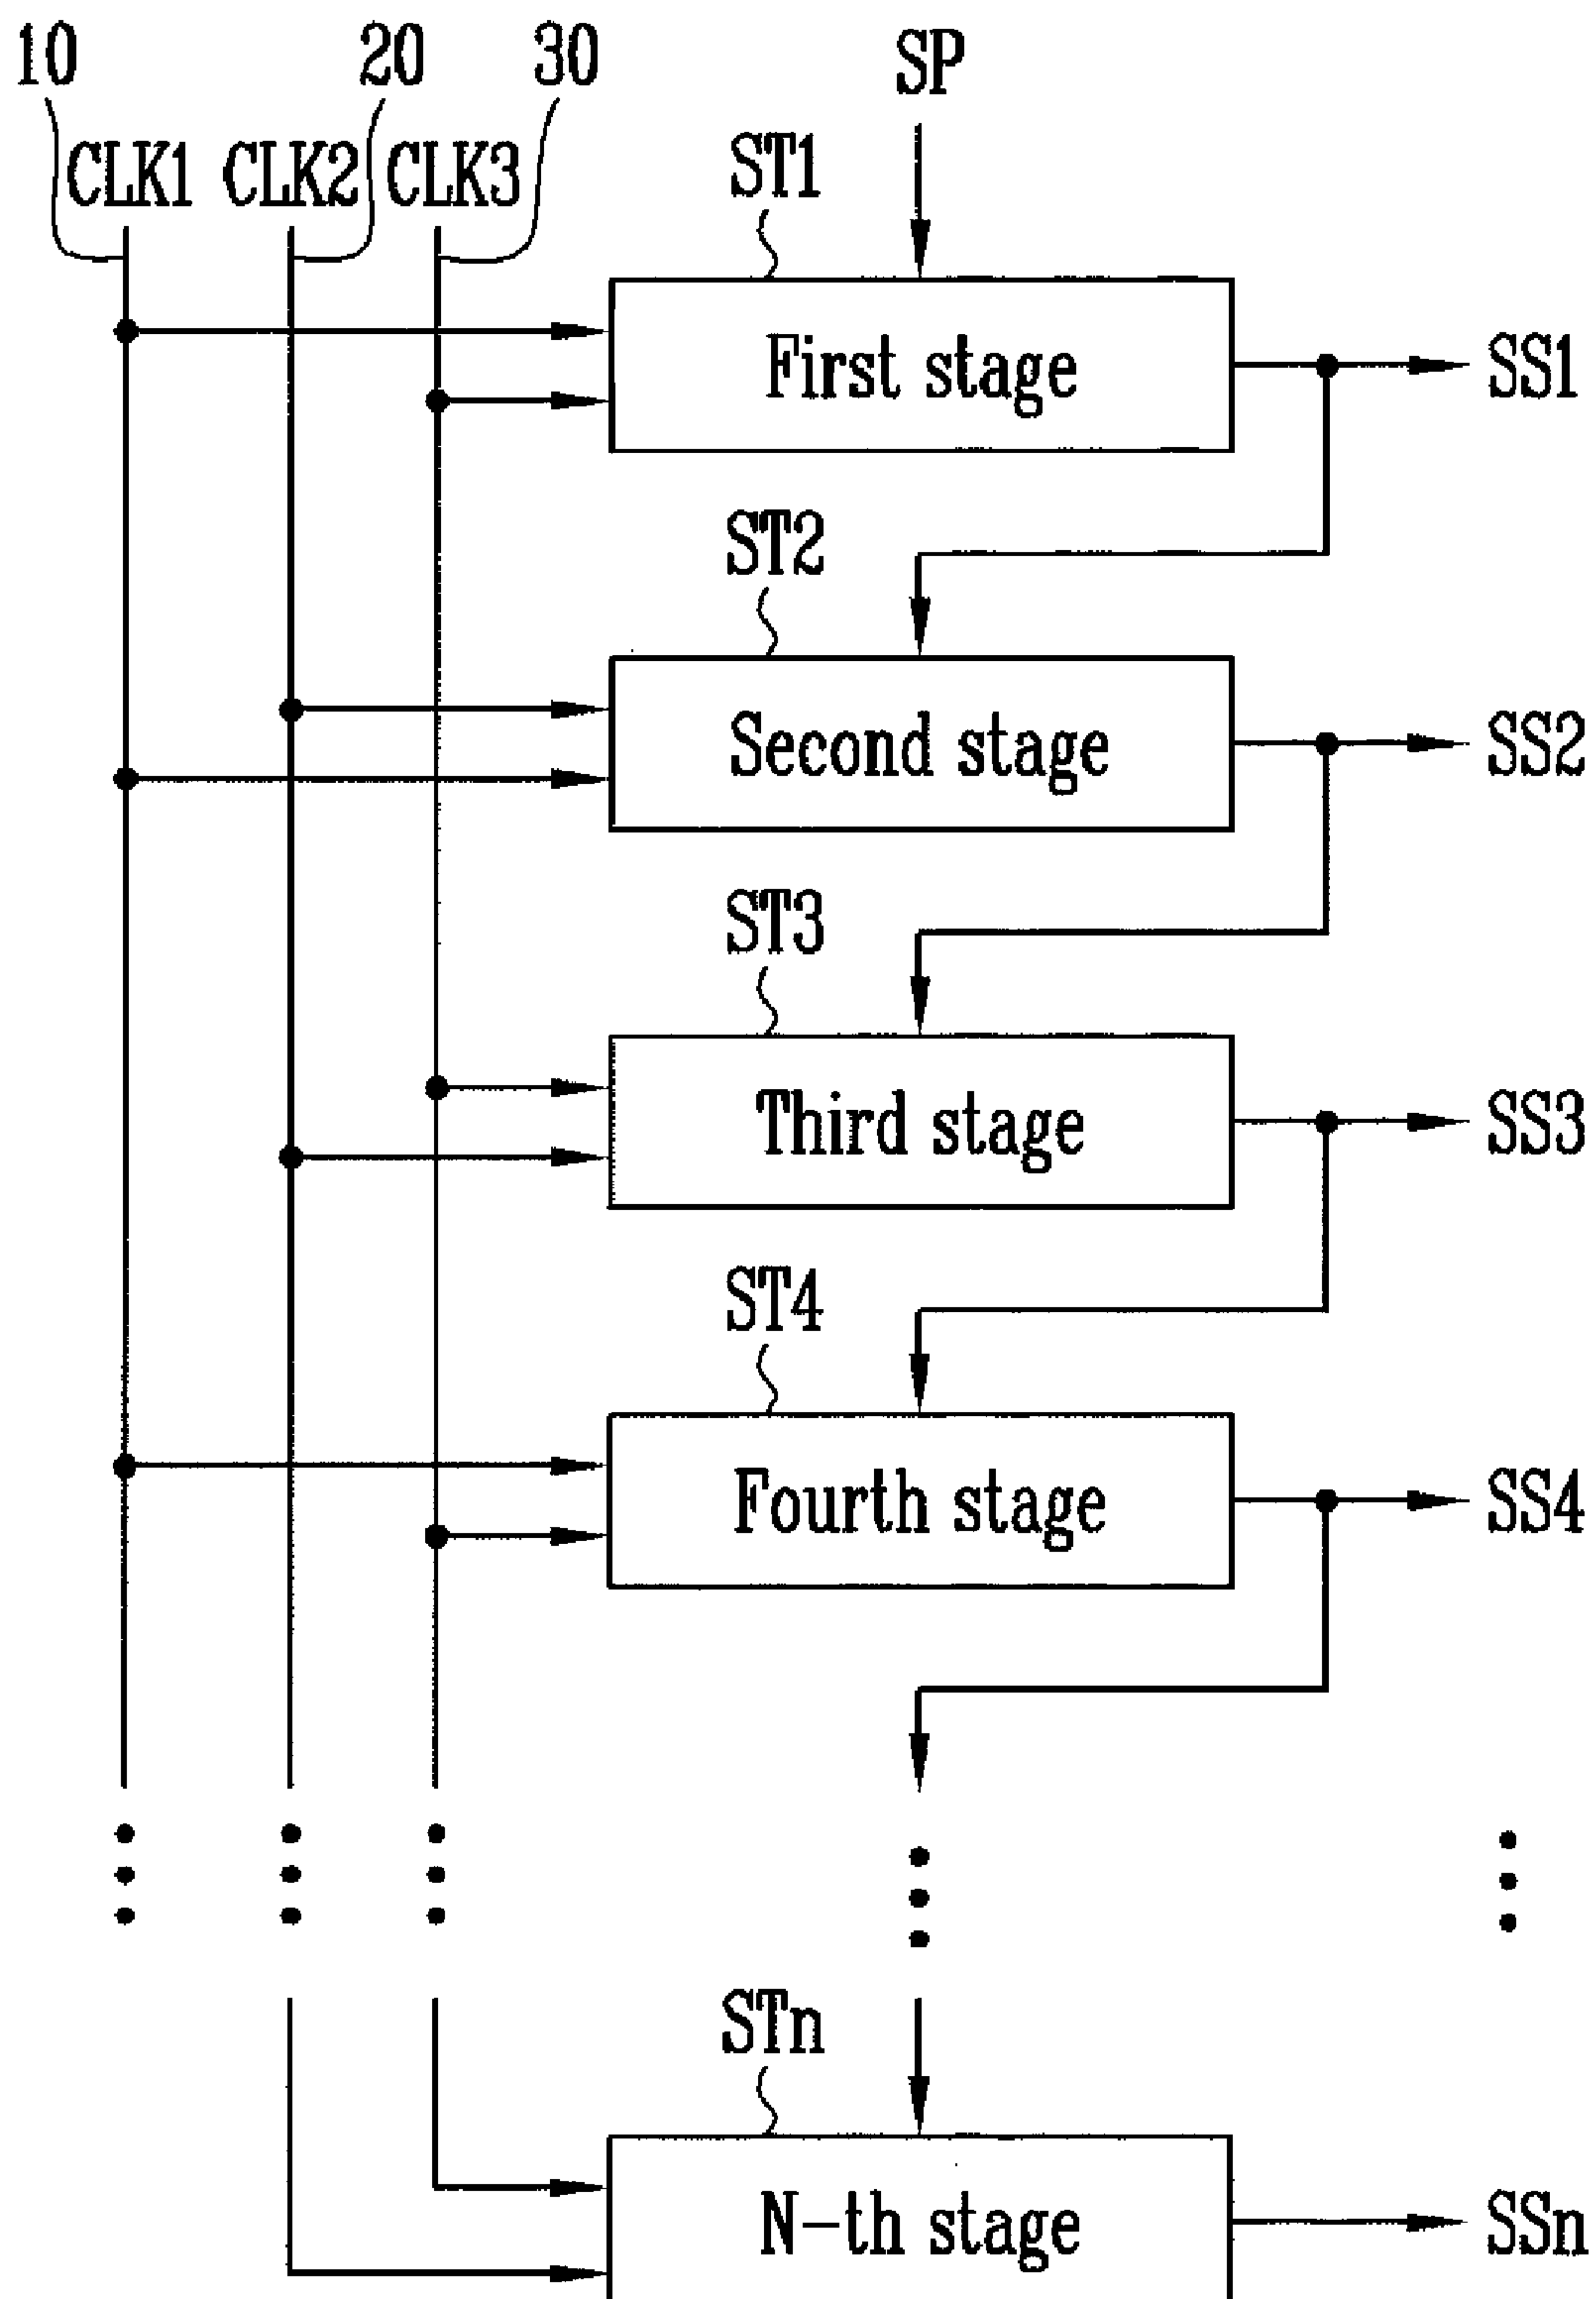 10 20 30 SP
CLK1 CLK2 CLK3
ST1
First stage
SS1
ST2
Second stage
SS2
ST3
Third stage
SS3
ST4
Fourth stage
SS4
STn
N-th stage
SSn